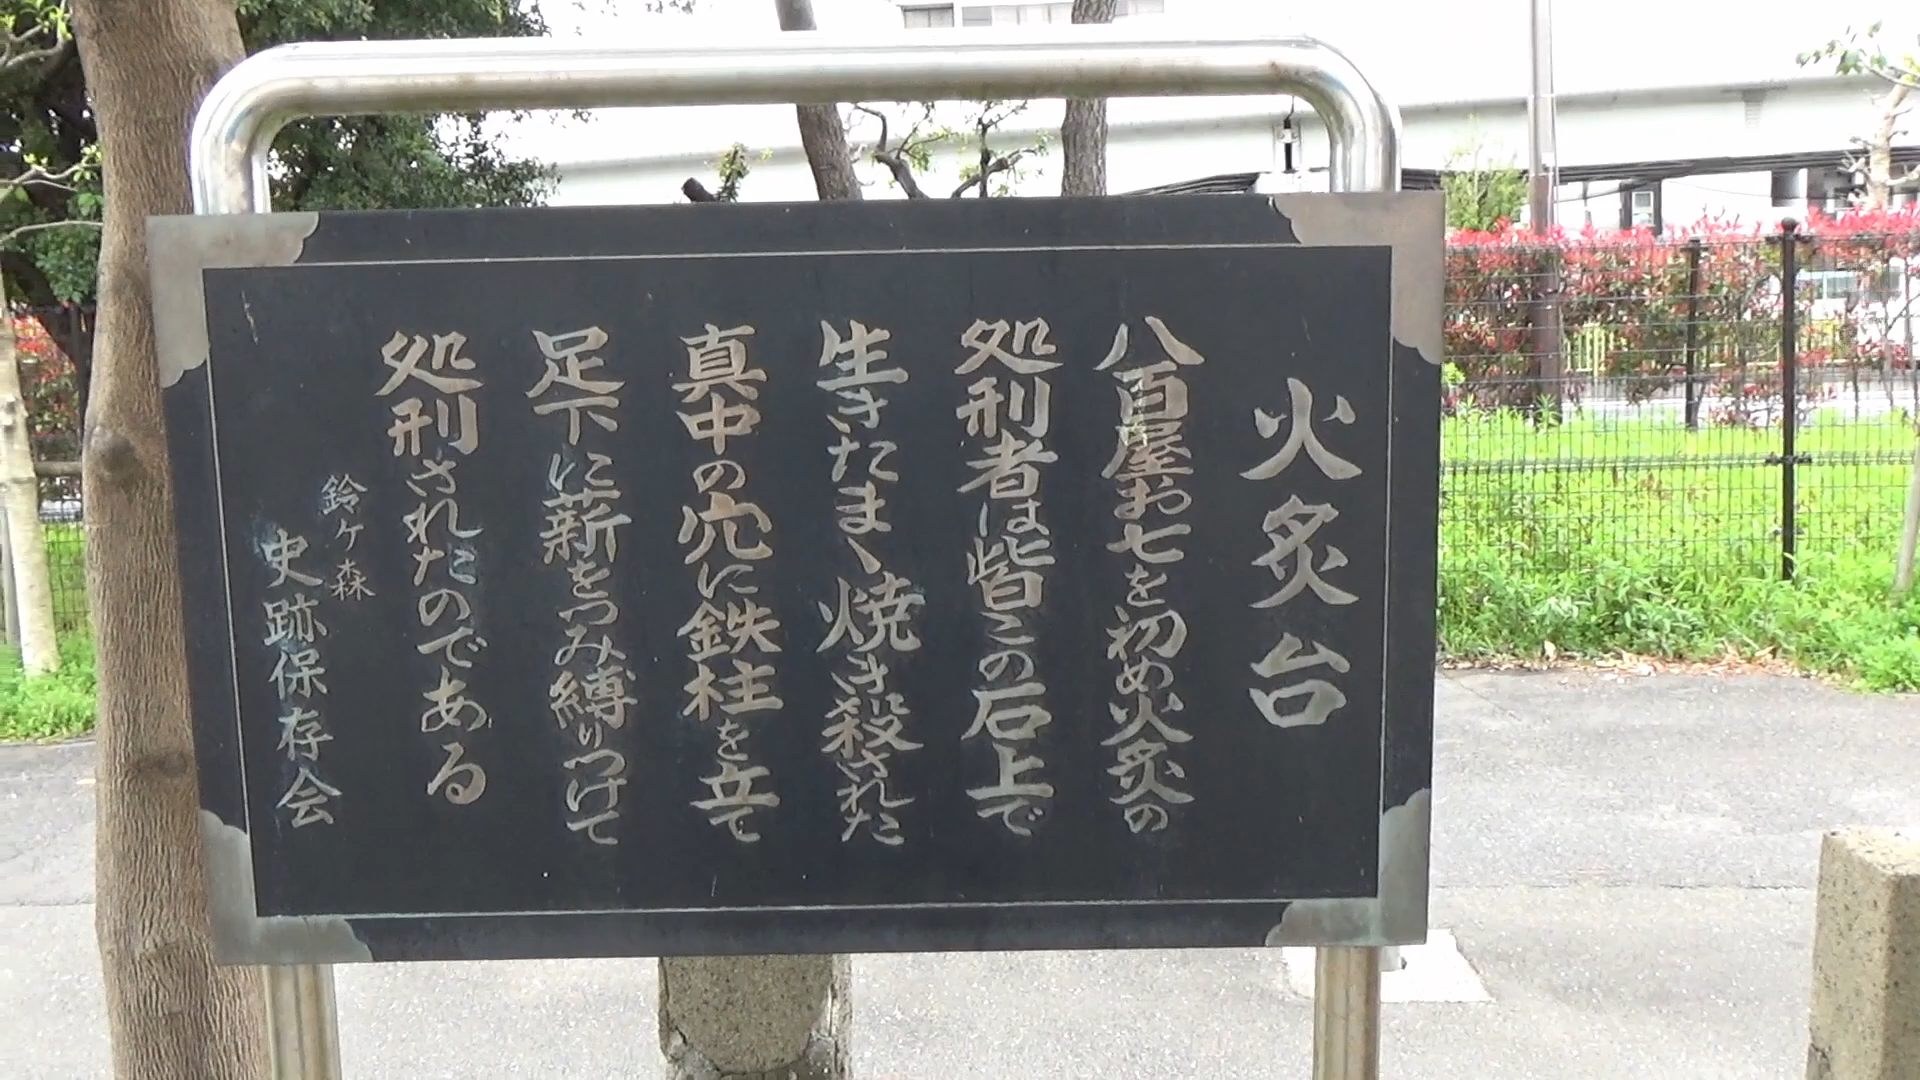 火炙台
八百屋お七を初め火炙の
処刑者は皆この石上で
生きたまゝ焼き殺された
真中の穴に鉄柱を立て
足下に薪をつみ縛りつけて
処刑されたのである
鈴ヶ森
史跡保存会